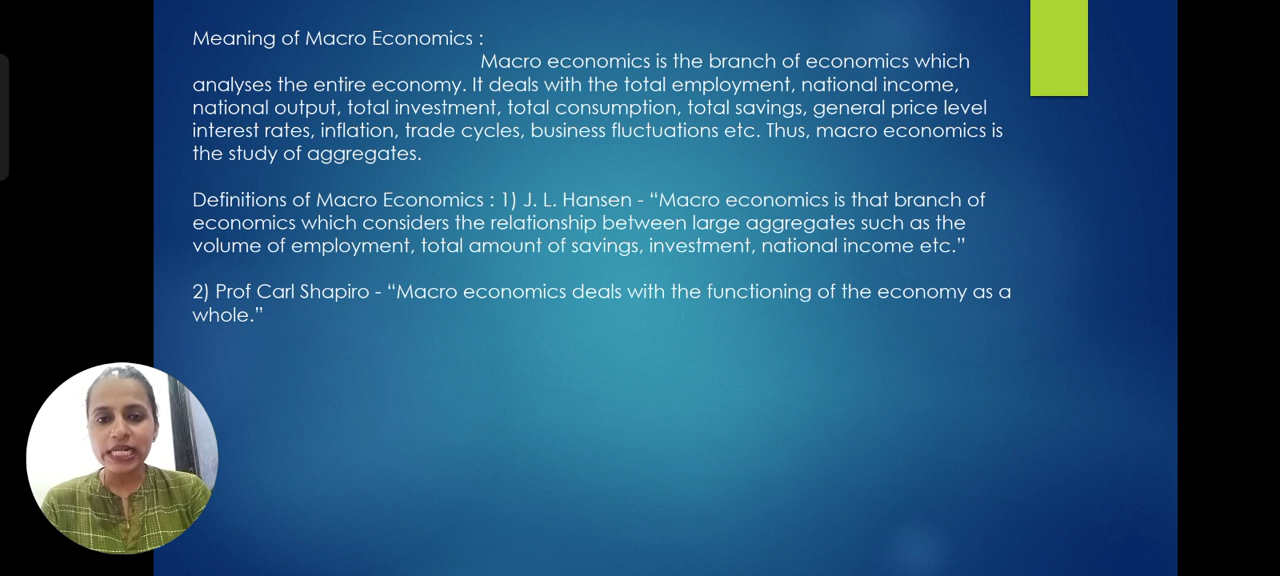 Meaning of Macro Economics :
Macro economics is the branch of economics which
analyses the entire economy. It deals with the total employment, national income,
national output, total investment, total consumption, total savings, general price level
interest rates, inflation, trade cycles, business fluctuations etc. Thus, macro economics is
the study of aggregates.
Definitions of Macro Economics : 1) J. L. Hansen - “Macro economics is that branch of
economics which considers the relationship between large aggregates such as the
volume of employment, total amount of savings, investment, national income etc.”
2) Prof Carl Shapiro - “Macro economics deals with the functioning of the economy as a
whole.”